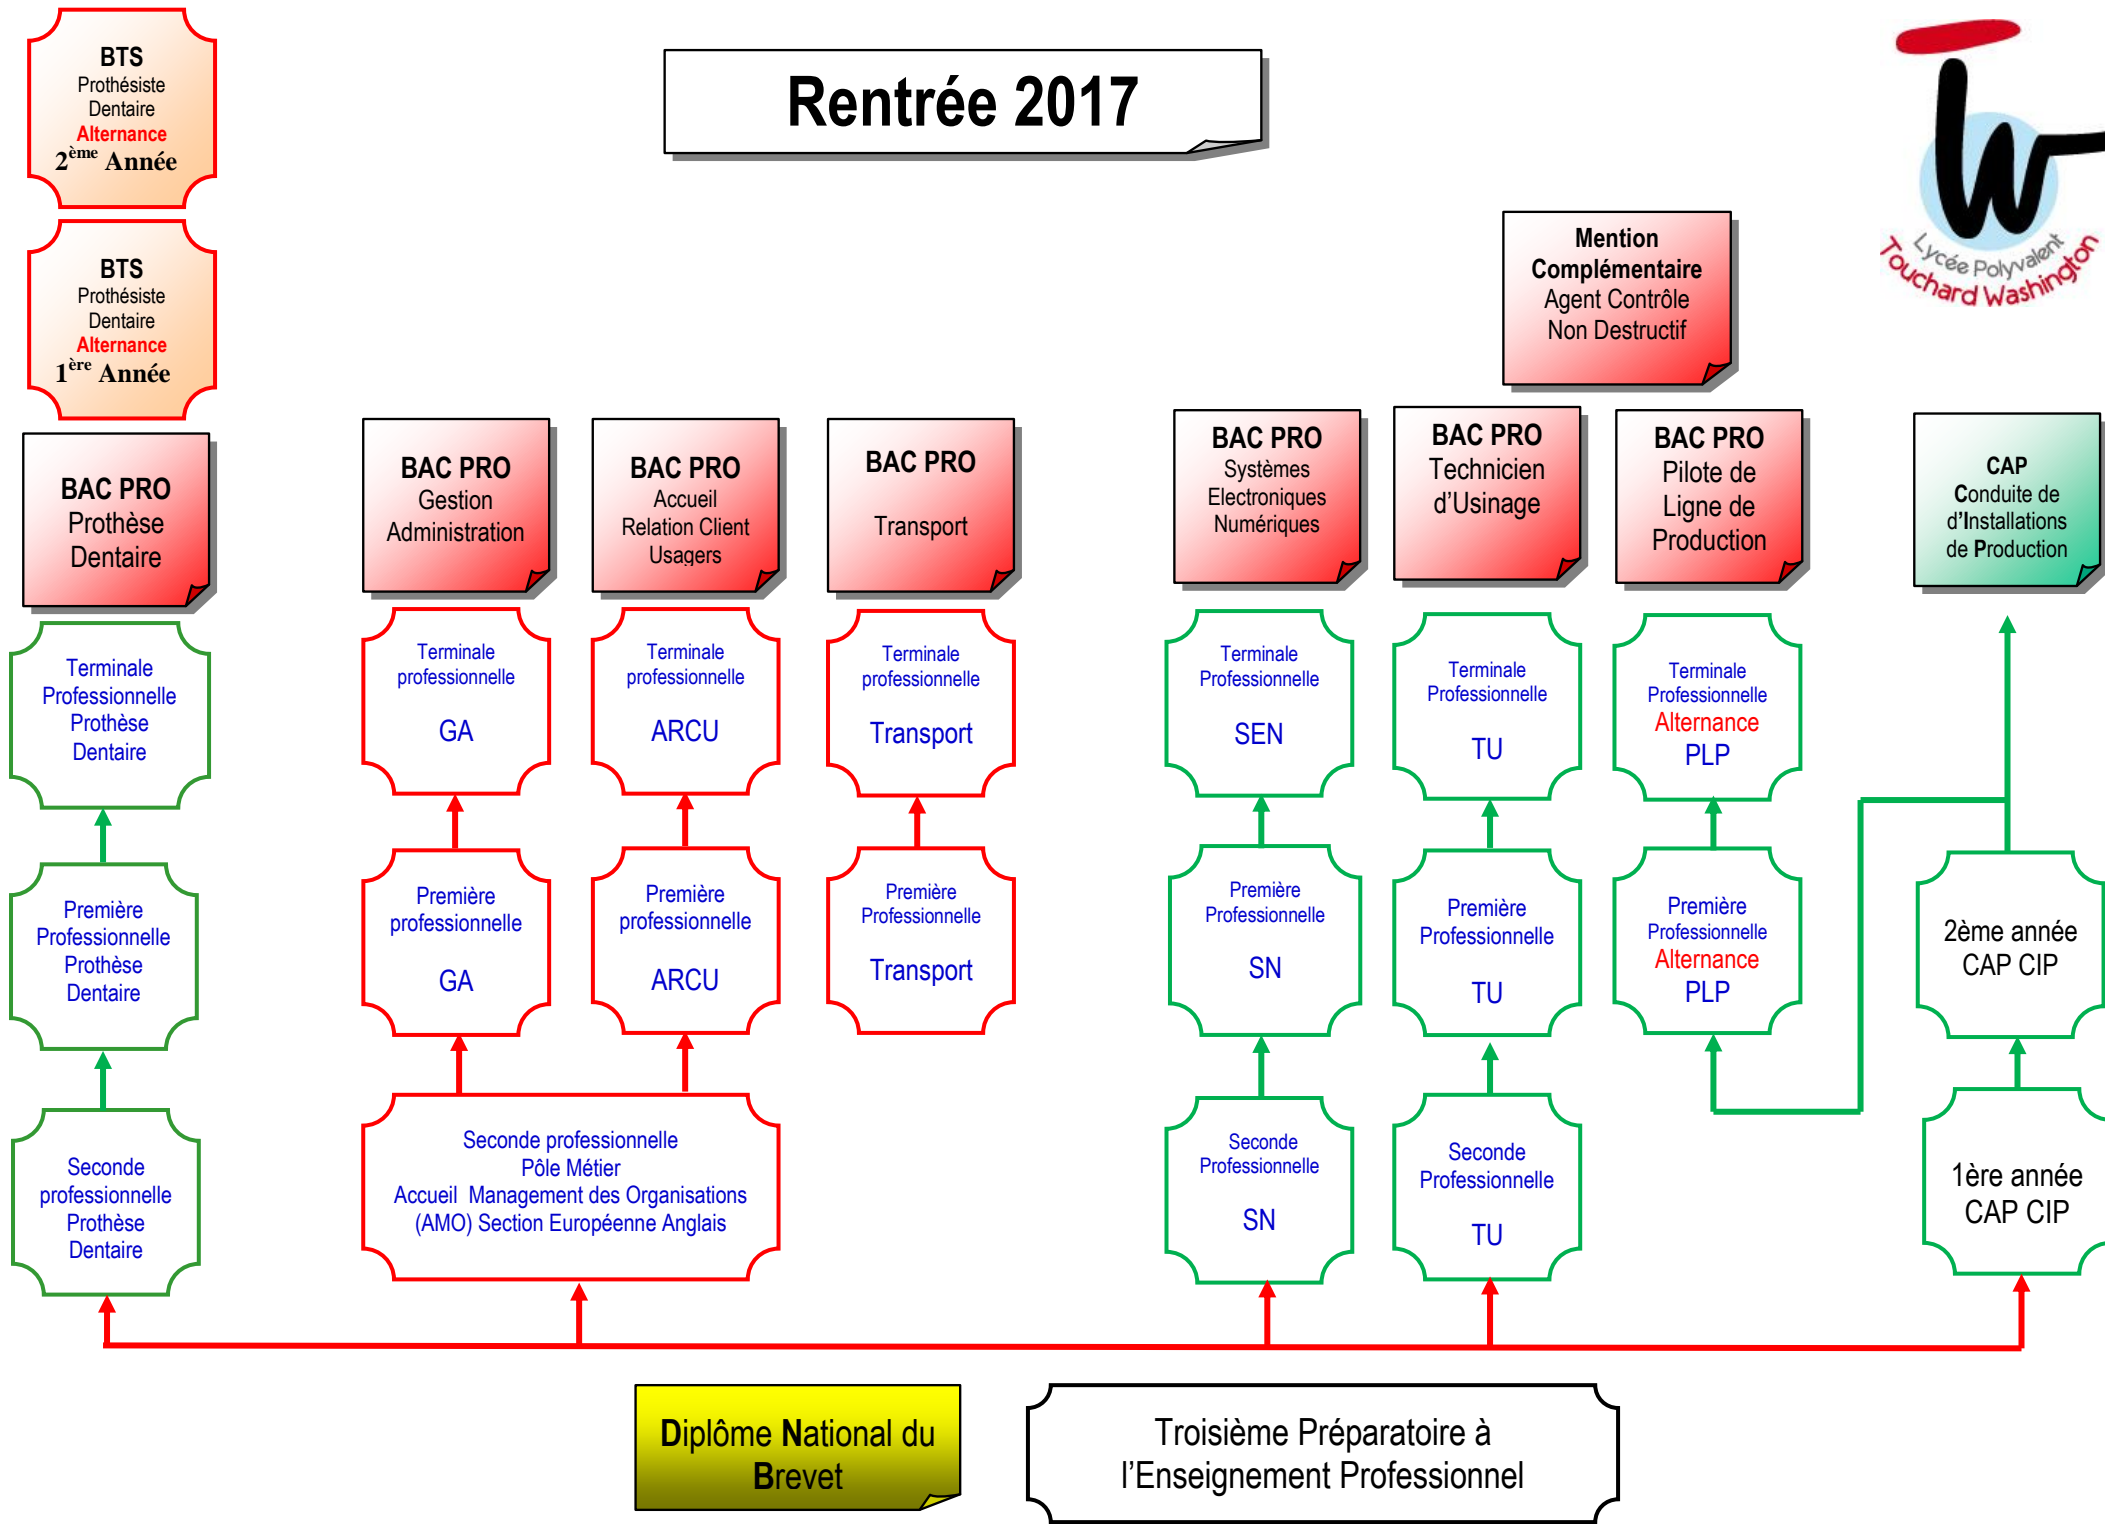 BTS
Prothésiste
Dentaire
Alternance
2ème Année
Rentrée 2017
Lycée Polyvalent
Touchard Washington
BTS
Prothésiste
Dentaire
Alternance
1ère Année
Mention
Complémentaire
Agent Contrôle
Non Destructif
BAC PRO
Prothèse
Dentaire
BAC PRO
Gestion
Administration
BAC PRO
Accueil
Relation Client
Usagers
BAC PRO
Transport
BAC PRO
Systèmes
Electroniques
Numériques
BAC PRO
Technicien
d’Usinage
BAC PRO
Pilote de
Ligne de
Production
CAP
Conduite de
d’Installations
de Production
Terminale
Professionnelle
Prothèse
Dentaire
Terminale
professionnelle
GA
Terminale
professionnelle
ARCU
Terminale
professionnelle
Transport
Terminale
Professionnelle
SEN
Terminale
Professionnelle
TU
Terminale
Professionnelle
Alternance
PLP
Première
Professionnelle
Prothèse
Dentaire
Première
professionnelle
GA
Première
professionnelle
ARCU
Première
Professionnelle
Transport
Première
Professionnelle
SN
Première
Professionnelle
TU
Première
Professionnelle
Alternance
PLP
2ème année
CAP CIP
Seconde
professionnelle
Prothèse
Dentaire
Seconde professionnelle
Pôle Métier
Accueil Management des Organisations
(AMO) Section Européenne Anglais
Seconde
Professionnelle
SN
Seconde
Professionnelle
TU
1ère année
CAP CIP
Diplôme National du
Brevet
Troisième Préparatoire à
l’Enseignement Professionnel